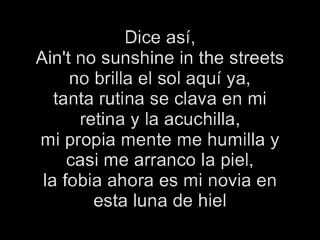 Dice así,
Ain't no sunshine in the streets
no brilla el sol aquí ya,
tanta rutina se clava en mi
retina y la acuchilla,
mi propia mente me humilla y
casi me arranco la piel,
la fobia ahora es mi novia en
esta luna de hiel